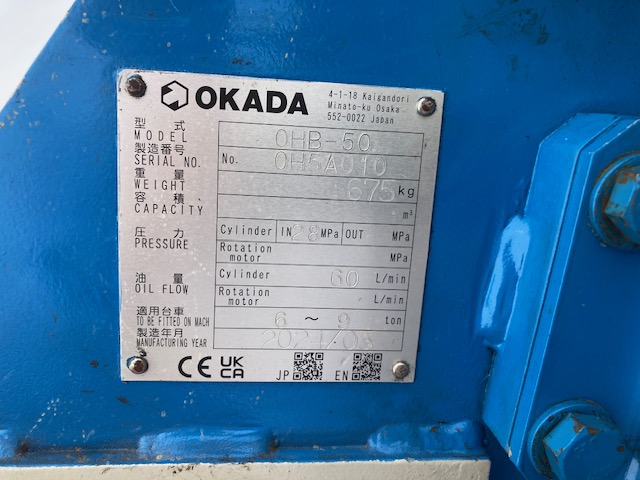 OKADA
4-1-18 Kaigandori
Minato-ku Osaka
552-0022 Japan
型式
MODEL OHB-50
製造番号
SERIAL NO. No. OH5A010
重量
WEIGHT 675 kg
容積
CAPACITY m³
圧力
PRESSURE
Cylinder IN 28 MPa OUT MPa
Rotation motor MPa
油量
OIL FLOW
Cylinder 60 L/min
Rotation motor L/min
適用台車
TO BE FITTED ON MACH 6～9 ton
製造年月
MANUFACTURING YEAR
CE UK CA JP EN